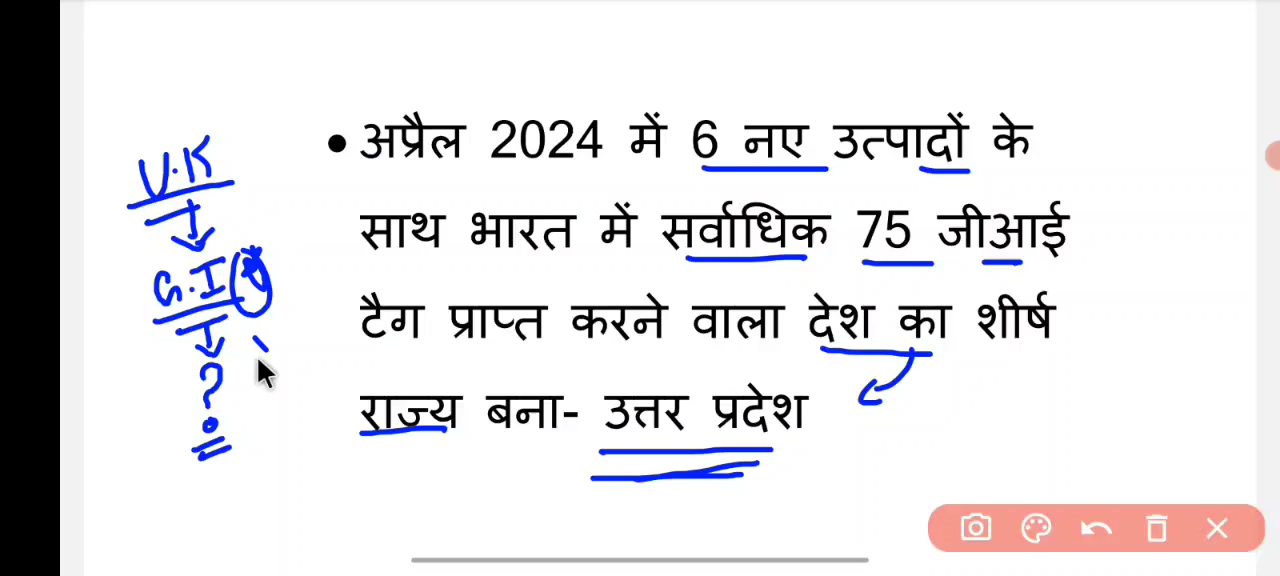 • अप्रैल 2024 में 6 नए उत्पादों के
साथ भारत में सर्वाधिक 75 जीआई
टैग प्राप्त करने वाला देश का शीर्ष
राज्य बना- उत्तर प्रदेश
U.K
G.I
?